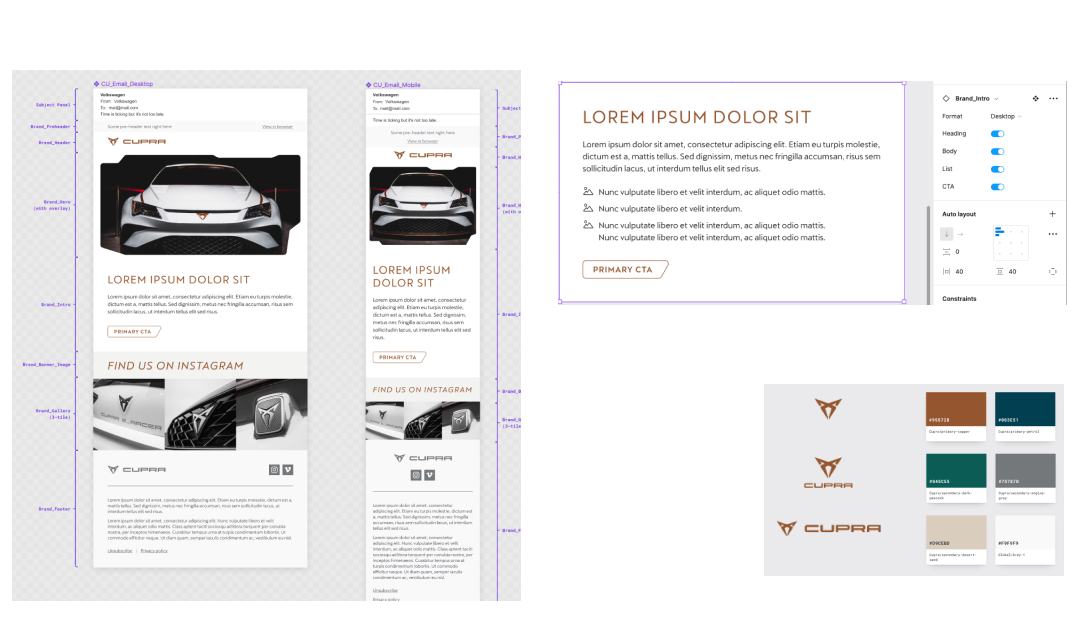 CU_Email_Desktop
Subject Panel
Volkswagen
From: Volkswagen
To: mail@mail.com
Time is ticking but it's not too late.
Brand_Preheader
Some pre-header text right here
View in browser
Brand_Header
CUPRA
Brand_Hero
(with overlay)
Brand_Intro
LOREM IPSUM DOLOR SIT
Lorem ipsum dolor sit amet, consectetur adipiscing elit. Etiam eu turpis molestie,
dictum est a, mattis tellus. Sed dignissim, metus nec fringilla accumsan, risus sem
sollicitudin lacus, ut interdum tellus elit sed risus.
PRIMARY CTA
Brand_Banner_Image
FIND US ON INSTAGRAM
Brand_Gallery
(3-tile)
CUPRA E-RACER
CUPRA
Brand_Footer
Lorem ipsum dolor sit amet, consectetur adipiscing elit. Etiam eu turpis molestie, dictum est a,
mattis tellus. Sed dignissim, metus nec fringilla accumsan, risus sem sollicitudin lacus, ut
interdum tellus elit sed risus.
Lorem ipsum dolor sit amet, consectetur adipiscing elit. Nunc vulputate libero et velit interdum,
ac aliquet odio mattis. Class aptent taciti sociosqu ad litora torquent per conubia
nostra, per inceptos himenaeos. Curabitur tempus urna at turpis condimentum lobortis. Ut
commodo efficitur neque. Ut diam quam, semper iaculis condimentum ac, vestibulum eu nisl.
Unsubscribe | Privacy policy
CU_Email_Mobile
Volkswagen
From: Volkswagen
To: mail@mail.com
Time is ticking but it's not too late.
Some pre-header text right here
View in browser
CUPRA
LOREM IPSUM
DOLOR SIT
Lorem ipsum dolor sit amet,
consectetur adipiscing elit. Etiam eu
turpis molestie, dictum est a, mattis
tellus. Sed dignissim, metus nec
fringilla accumsan, risus sem
sollicitudin lacus, ut interdum tellus elit
sed risus.
PRIMARY CTA
FIND US ON INSTAGRAM
CUPRA
Lorem ipsum dolor sit amet, consectetur
adipiscing elit. Etiam eu turpis molestie, dictum est
a, mattis tellus. Sed dignissim, metus nec fringilla
accumsan, risus sem sollicitudin lacus, ut interdum
tellus elit sed risus.
Lorem ipsum dolor sit amet, consectetur
adipiscing elit. Nunc vulputate libero et velit
interdum, ac aliquet odio mattis. Class aptent taciti
sociosqu ad litora torquent per conubia nostra, per
inceptos himenaeos. Curabitur tempus urna at
turpis condimentum lobortis. Ut commodo
efficitur neque. Ut diam quam, semper iaculis
condimentum ac, vestibulum eu nisl.
Unsubscribe
Privacy policy
LOREM IPSUM DOLOR SIT
Lorem ipsum dolor sit amet, consectetur adipiscing elit. Etiam eu turpis molestie,
dictum est a, mattis tellus. Sed dignissim, metus nec fringilla accumsan, risus sem
sollicitudin lacus, ut interdum tellus elit sed risus.
Nunc vulputate libero et velit interdum, ac aliquet odio mattis.
Nunc vulputate libero et velit interdum.
Nunc vulputate libero et velit interdum, ac aliquet odio mattis.
Nunc vulputate libero et velit interdum, ac aliquet odio mattis.
PRIMARY CTA
Brand_Intro
Format Desktop
Heading
Body
List
CTA
Auto layout
0
40 40
Constraints
CUPRA
CUPRA
#95572B
Cupra/primary-copper
#003E51
Cupra/primary-petrol
Cupra/secondary-dark-
Cupra/secondary-engine-
grey
Cupra/secondary-desert-
sand
#F9F9F9
Global/Grey-1